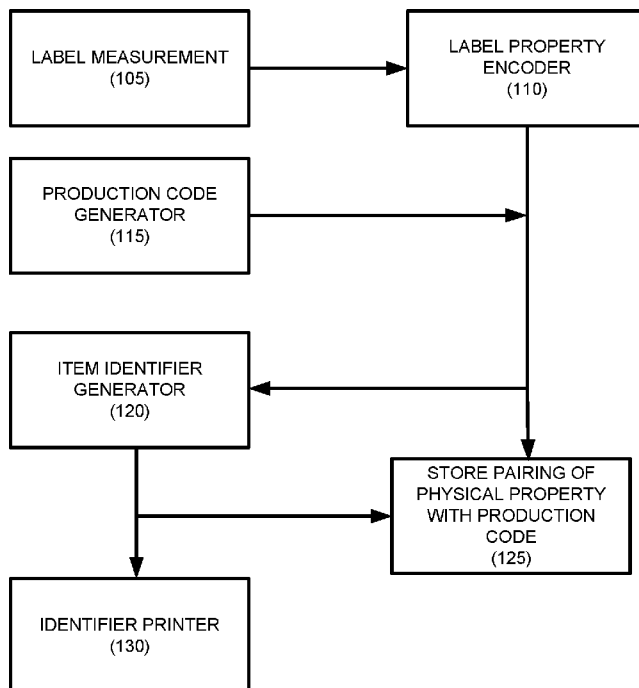 LABEL MEASUREMENT
(105)
LABEL PROPERTY
ENCODER
(110)
PRODUCTION CODE
GENERATOR
(115)
ITEM IDENTIFIER
GENERATOR
(120)
STORE PAIRING OF
PHYSICAL PROPERTY
WITH PRODUCTION
CODE
(125)
IDENTIFIER PRINTER
(130)